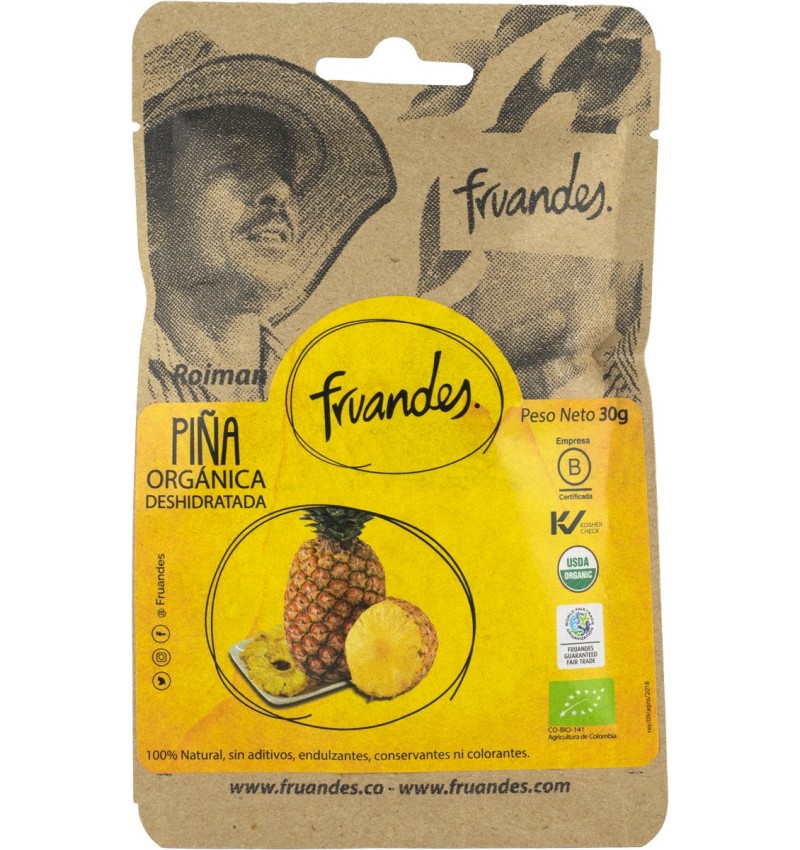 fruandes.
Roiman
fruandes.
Peso Neto 30g
PIÑA
ORGÁNICA
DESHIDRATADA
Empresa
B
Certificada
KV KOSHER
CHECK
USDA
ORGANIC
FRUANDES
GUARANTEED
FAIR TRADE
CO-BIO-141
Agricultura de Colombia
@ Fruandes
100% Natural, sin aditivos, endulzantes, conservantes ni colorantes.
www.fruandes.co - www.fruandes.com